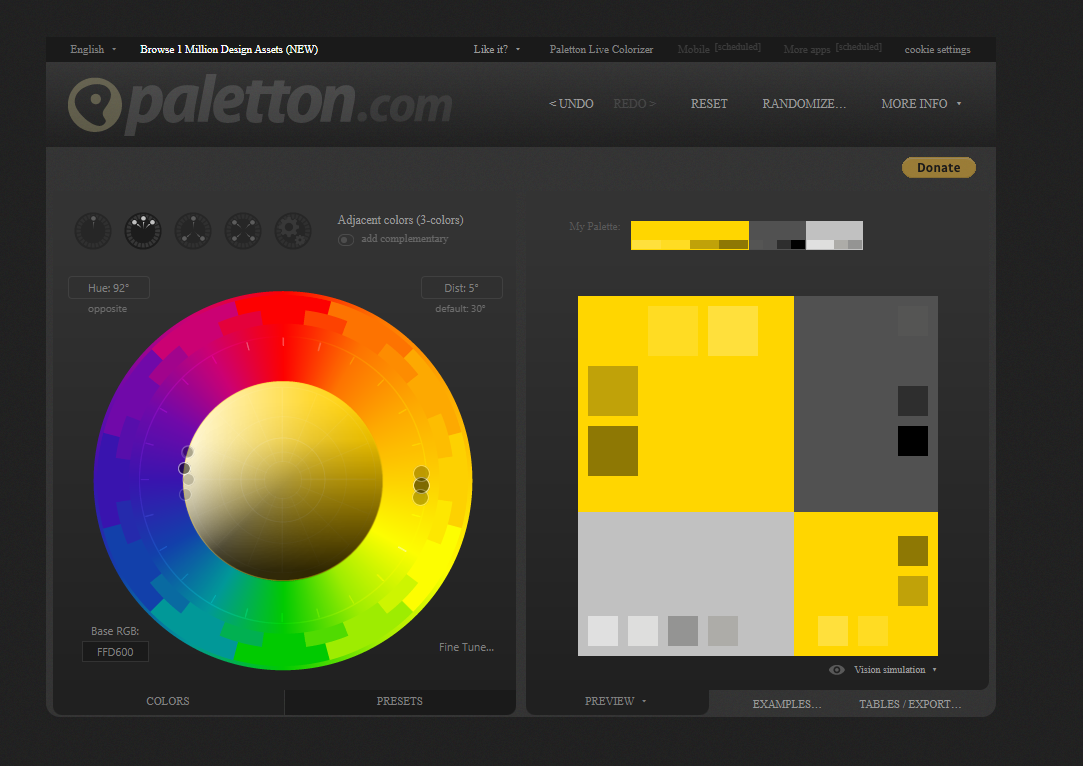 English
Browse 1 Million Design Assets (NEW)
Like it?
Paletton Live Colorizer
Mobile [scheduled]
More apps [scheduled]
cookie settings
paletton.com
< UNDO
REDO >
RESET
RANDOMIZE...
MORE INFO
Donate
Adjacent colors (3-colors)
add complementary
My Palette:
Hue: 92°
opposite
Dist: 5°
default: 30°
Base RGB:
FFD600
Fine Tune...
Vision simulation
COLORS
PRESETS
PREVIEW
EXAMPLES...
TABLES / EXPORT...